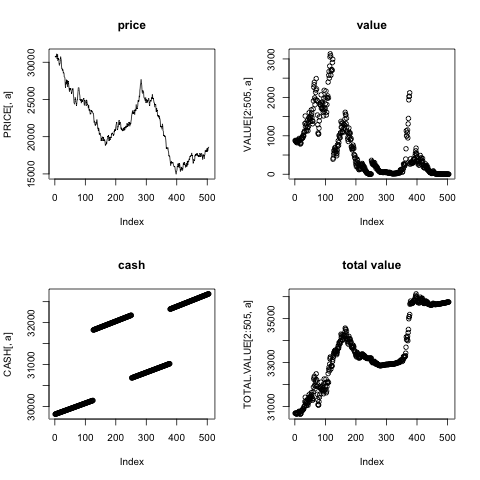 price
PRICE[, a]
15000 20000 25000 30000
0 100 200 300 400 500
Index
value
VALUE[2:505, a]
0 1000 2000 3000
0 100 200 300 400 500
Index
cash
CASH[, a]
30000 31000 32000
0 100 200 300 400 500
Index
total value
TOTAL.VALUE[2:505, a]
31000 33000 35000
0 100 200 300 400 500
Index